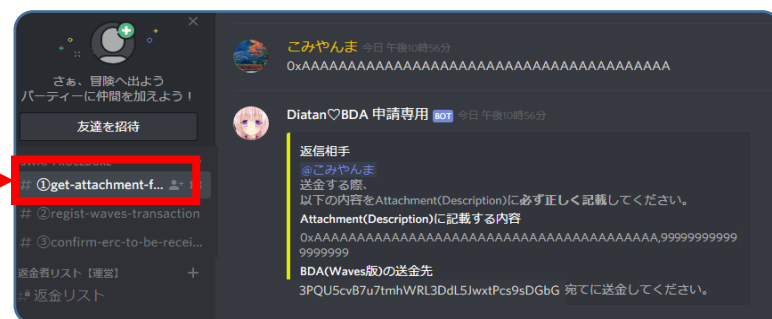 さぁ、冒険へ出よう
パーティーに仲間を加えよう！
友達を招待
# ①get-attachment-f...
# ②regist-waves-transaction
# ③confirm-erc-to-be-recei...
返金者リスト【運営】
返金リスト
こみやんま 今日 午後10時56分
0xAAAAAAAAAAAAAAAAAAAAAAAAAAAAAAAAAAAAAAAA
Diatan♡BDA 申請専用 BOT 今日 午後10時56分
返信相手
@こみやんま
送金する際、
以下の内容をAttachment(Description)に必ず正しく記載してください。
Attachment(Description)に記載する内容
0xAAAAAAAAAAAAAAAAAAAAAAAAAAAAAAAAAAAAAAAA,99999999999
9999999
BDA(Waves版)の送金先
3PQU5cvB7u7tmhWRL3DdL5JwxtPcs9sDGbG 宛てに送金してください。